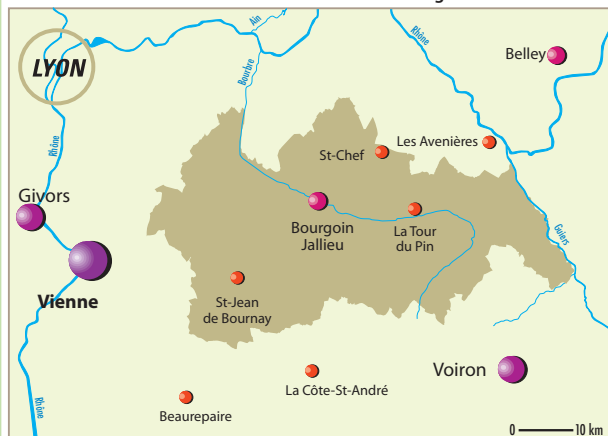 Ain
Rhône
LYON
Bourbre
Belley
Rhône
St-Chef
Les Avenières
Givors
Bourgoin
Jallieu
La Tour
du Pin
Guiers
Vienne
St-Jean
de Bournay
Voiron
La Côte-St-André
Rhône
Beaurepaire
0 10 km